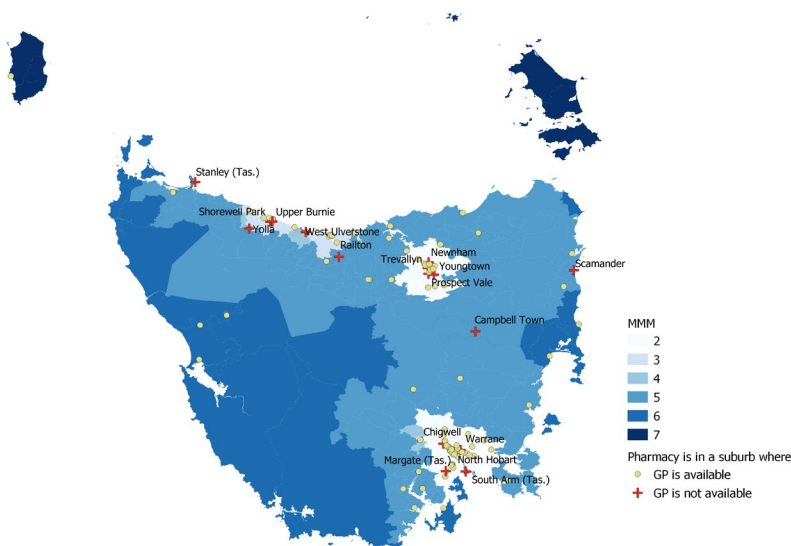 Stanley (Tas.)
Shorewell Park
Upper Burnie
Yolla
West Ulverstone
Railton
Newnham
Trevallyn
Youngtown
Prospect Vale
Scamander
Campbell Town
MMM
2
3
4
5
6
7
Chigwell
Warrane
Margate (Tas.)
North Hobart
South Arm (Tas.)
Pharmacy is in a suburb where
GP is available
GP is not available